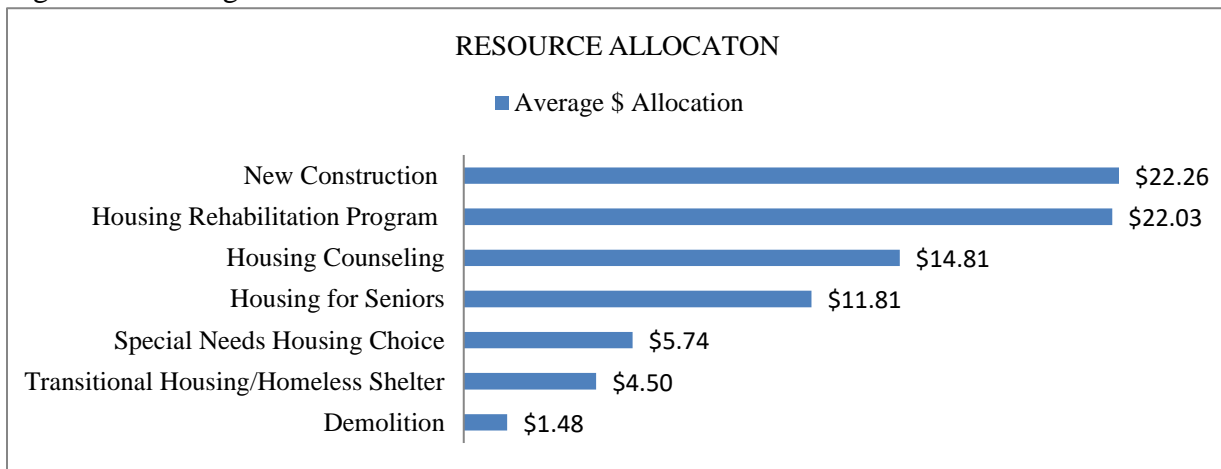 RESOURCE ALLOCATON
Average $ Allocation
New Construction $22.26
Housing Rehabilitation Program $22.03
Housing Counseling $14.81
Housing for Seniors $11.81
Special Needs Housing Choice $5.74
Transitional Housing/Homeless Shelter $4.50
Demolition $1.48